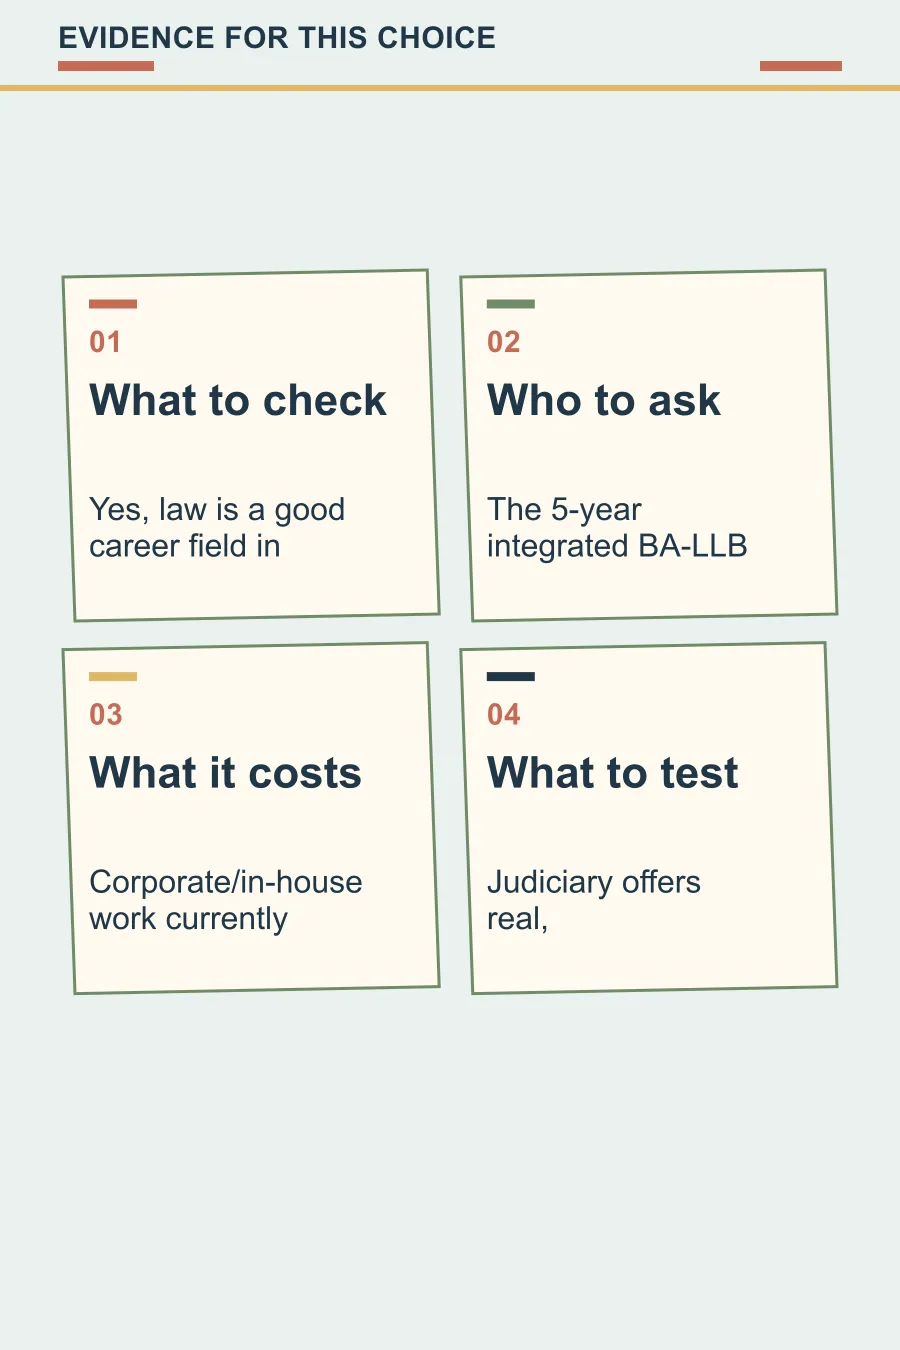 EVIDENCE FOR THIS CHOICE
01
What to check
Yes, law is a good
career field in
02
Who to ask
The 5-year
integrated BA-LLB
03
What it costs
Corporate/in-house
work currently
04
What to test
Judiciary offers
real,